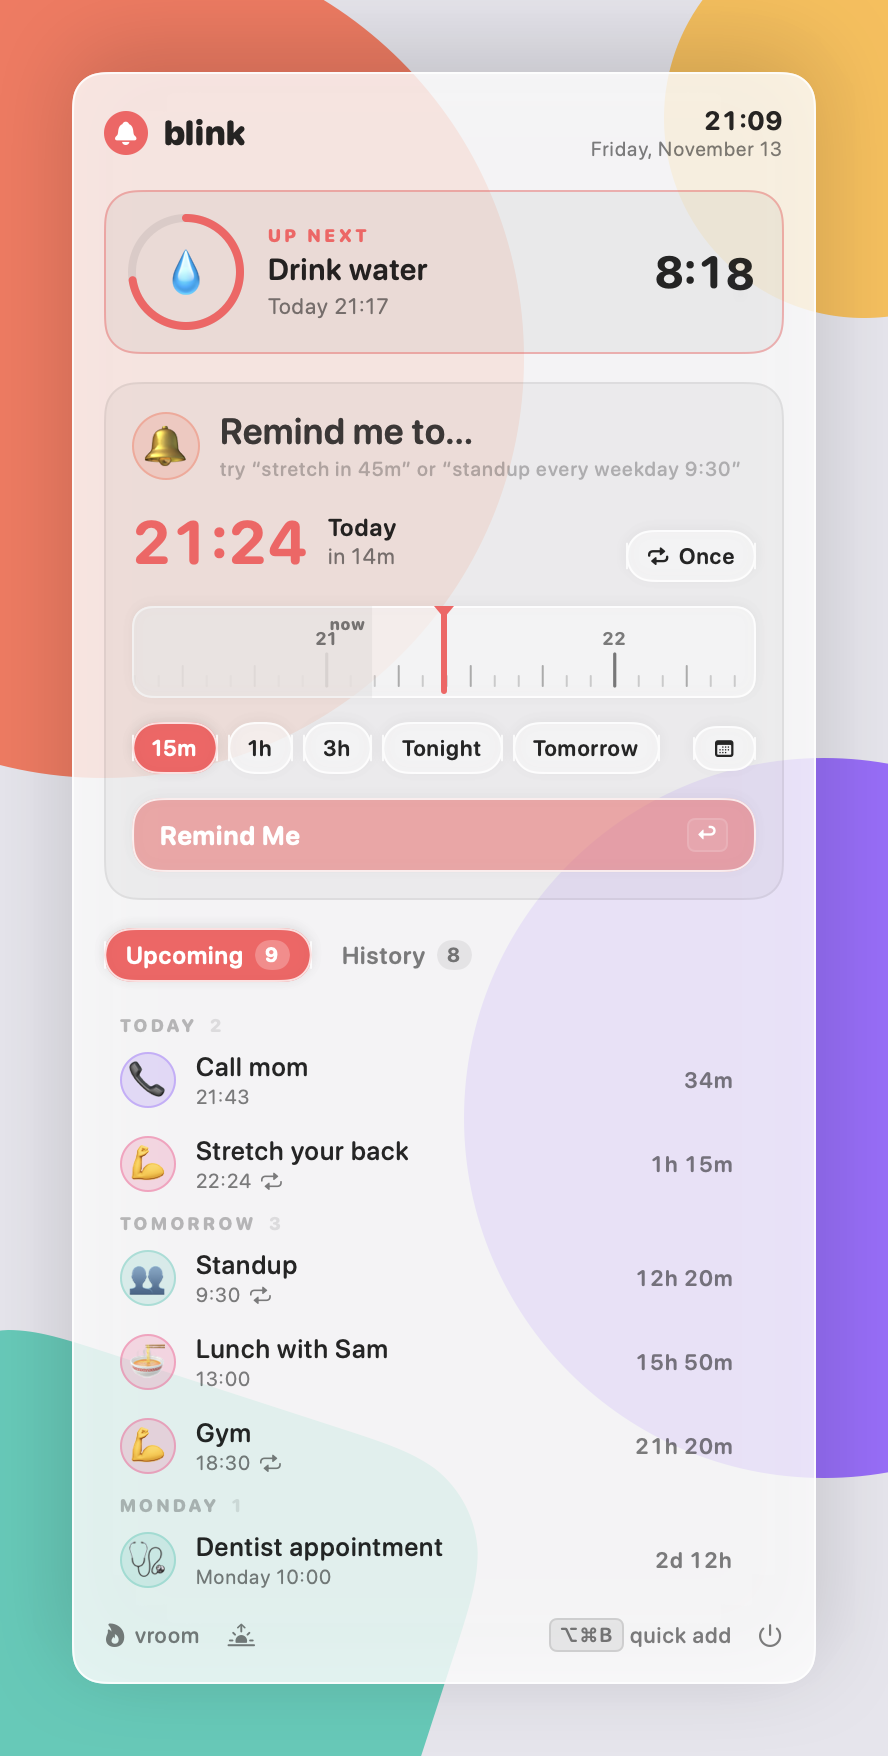 blink
21:09
Friday, November 13
UP NEXT
Drink water
Today 21:17
8:18
Remind me to...
try "stretch in 45m" or "standup every weekday 9:30"
21:24
Today
in 14m
Once
now
21
22
15m
1h
3h
Tonight
Tomorrow
Remind Me
Upcoming 9
History 8
TODAY 2
Call mom
21:43
34m
Stretch your back
22:24
1h 15m
TOMORROW 3
Standup
9:30
12h 20m
Lunch with Sam
13:00
15h 50m
Gym
18:30
21h 20m
MONDAY 1
Dentist appointment
Monday 10:00
2d 12h
vroom
⌥⌘B quick add